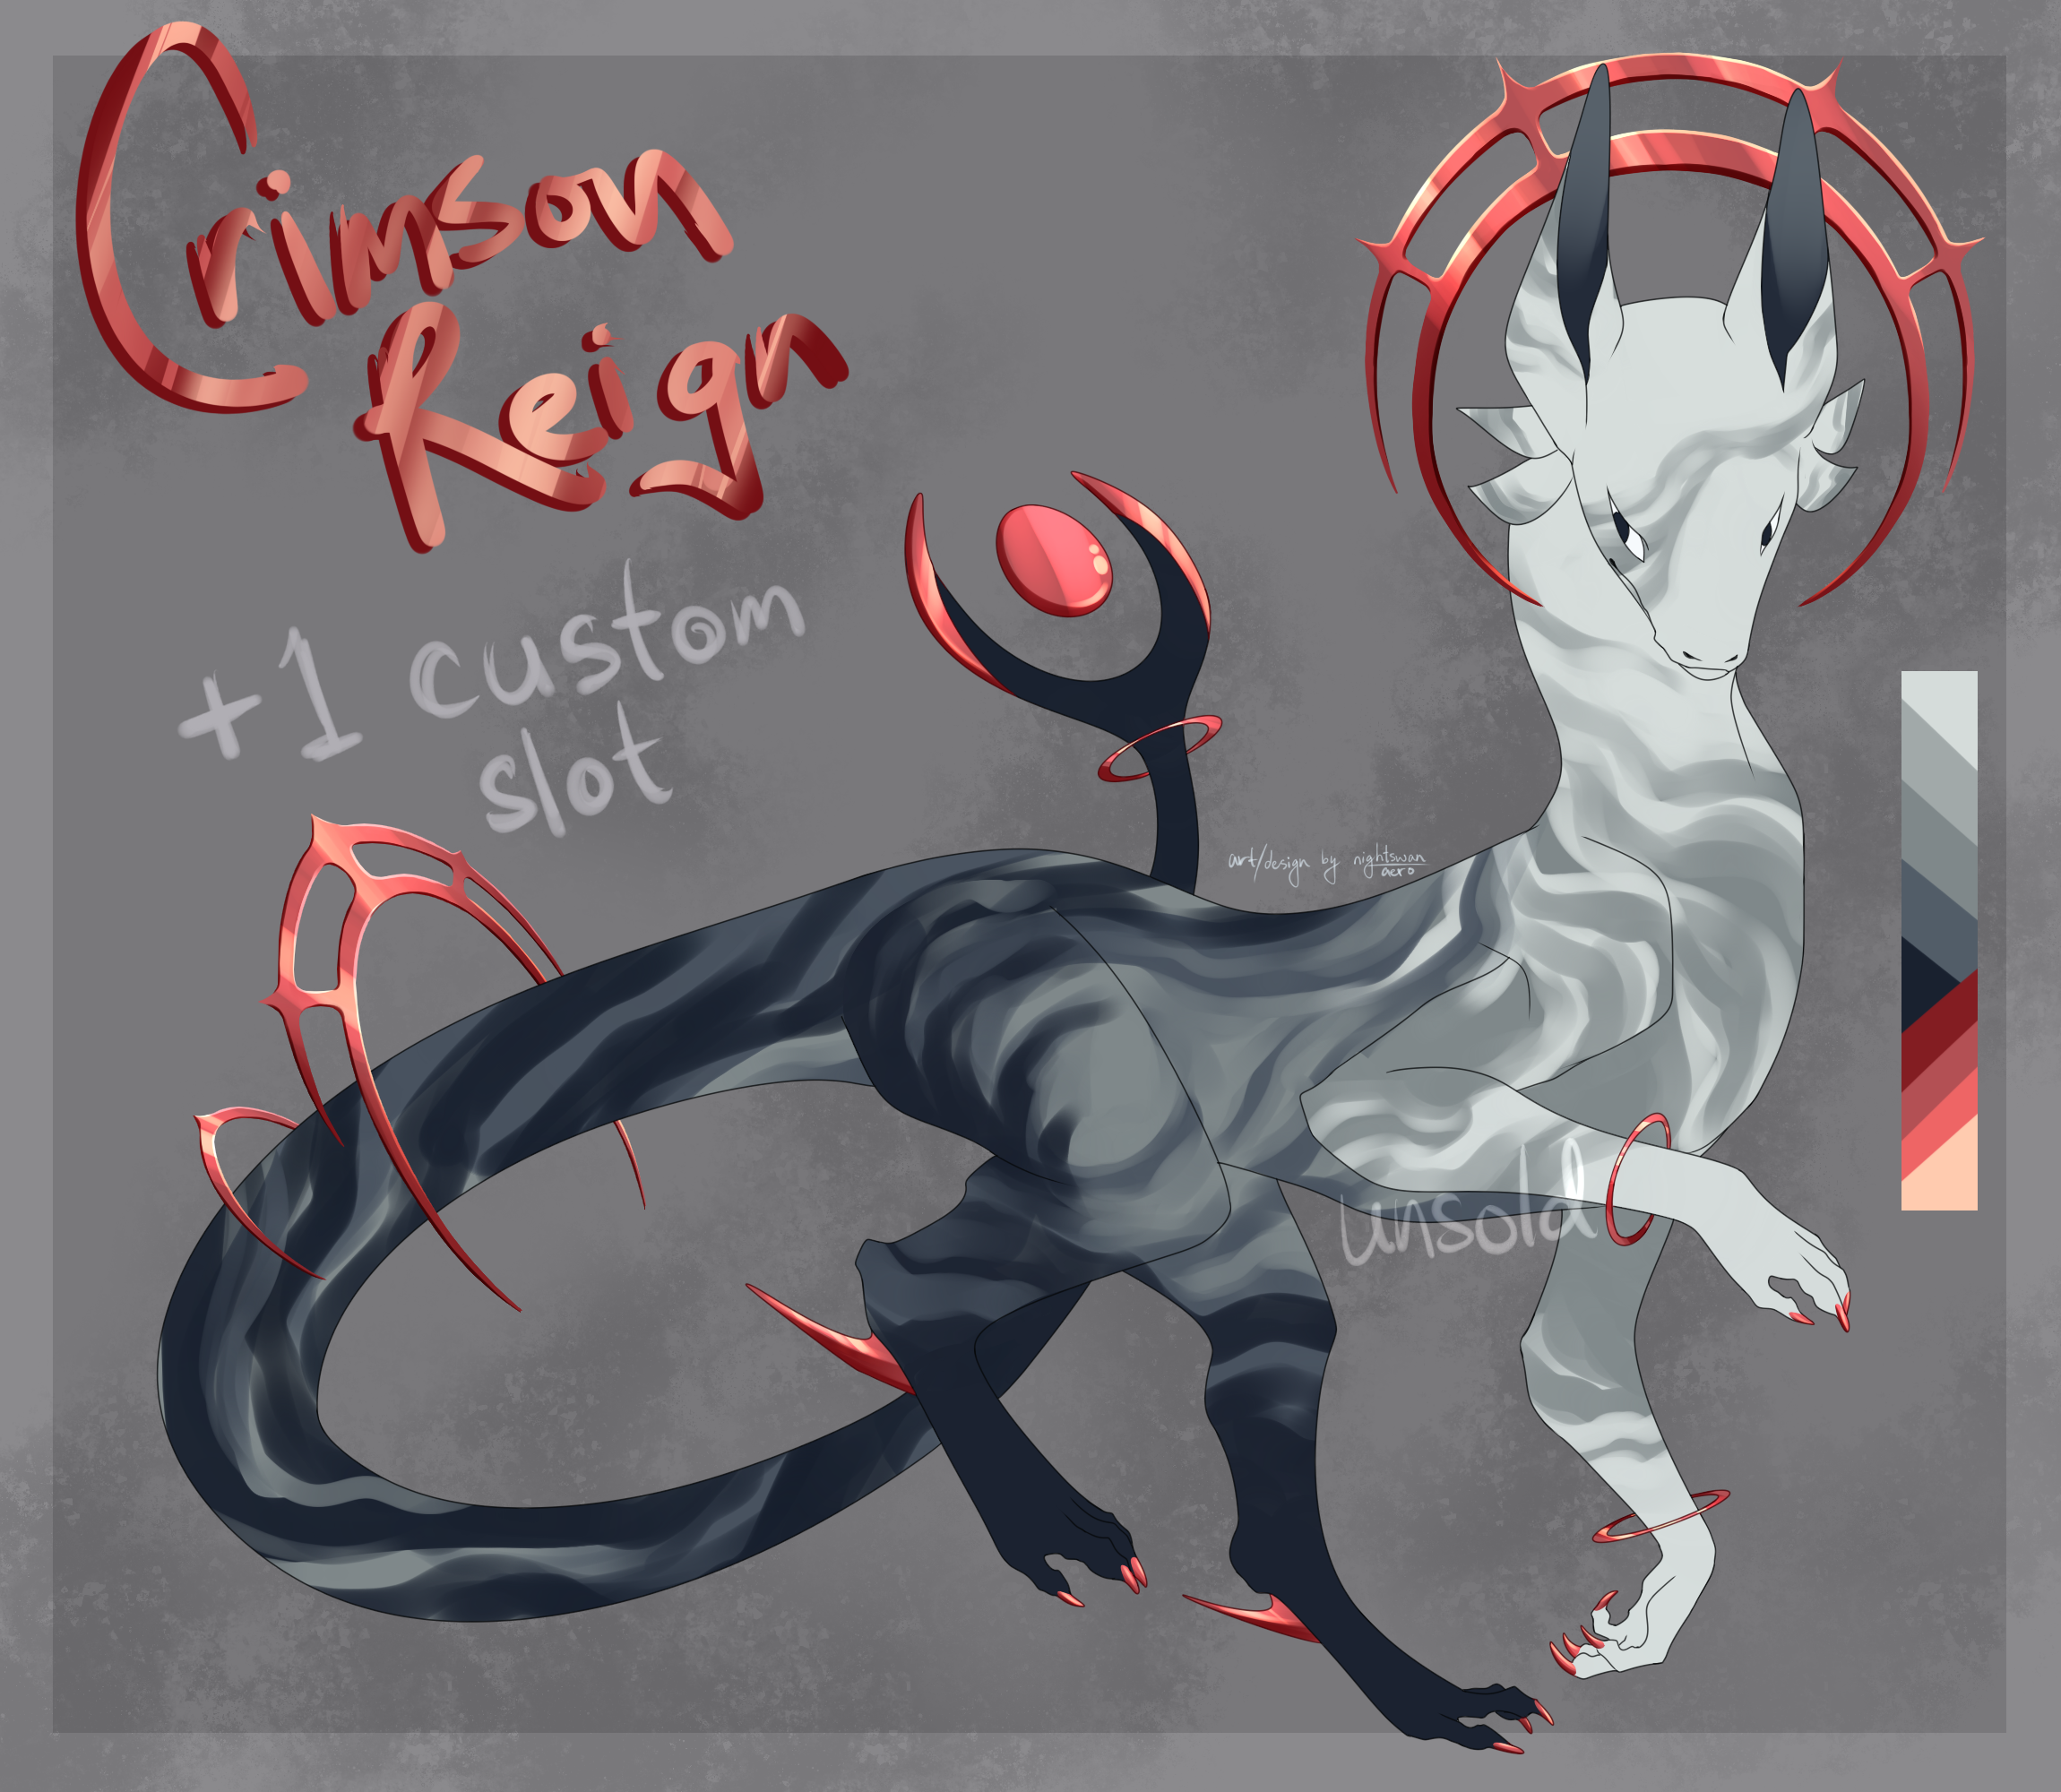 Crimson
Reign
+1 custom
slot
art/design by nightswan
aero
unsold